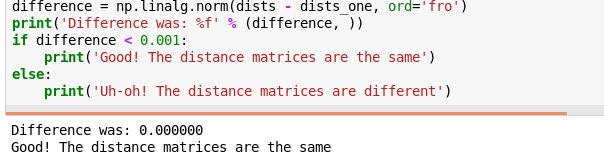 difference = np.linalg.norm(dists - dists_one, ord='fro')
print('Difference was: %f' % (difference, ))
if difference < 0.001:
    print('Good! The distance matrices are the same')
else:
    print('Uh-oh! The distance matrices are different')
Difference was: 0.000000
Good! The distance matrices are the same